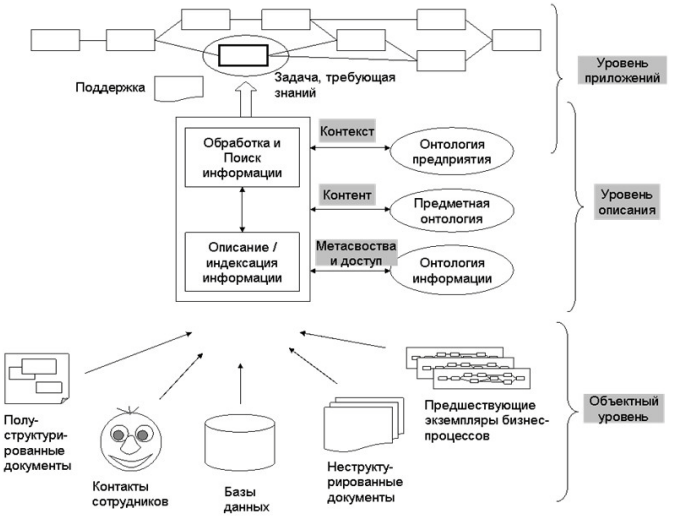 Уровень
приложений
Поддержка
Задача, требующая
знаний
Обработка и
Поиск
информации
Контекст
Онтология
предприятия
Контент
Предметная
онтология
Уровень
описания
Описание /
индексация
информации
Метасвоства
и доступ
Онтология
информации
Полу-
структури-
рованные
документы
Контакты
сотрудников
Базы
данных
Неструкту-
рированные
документы
Предшествующие
экземпляры бизнес-
процессов
Объектный
уровень